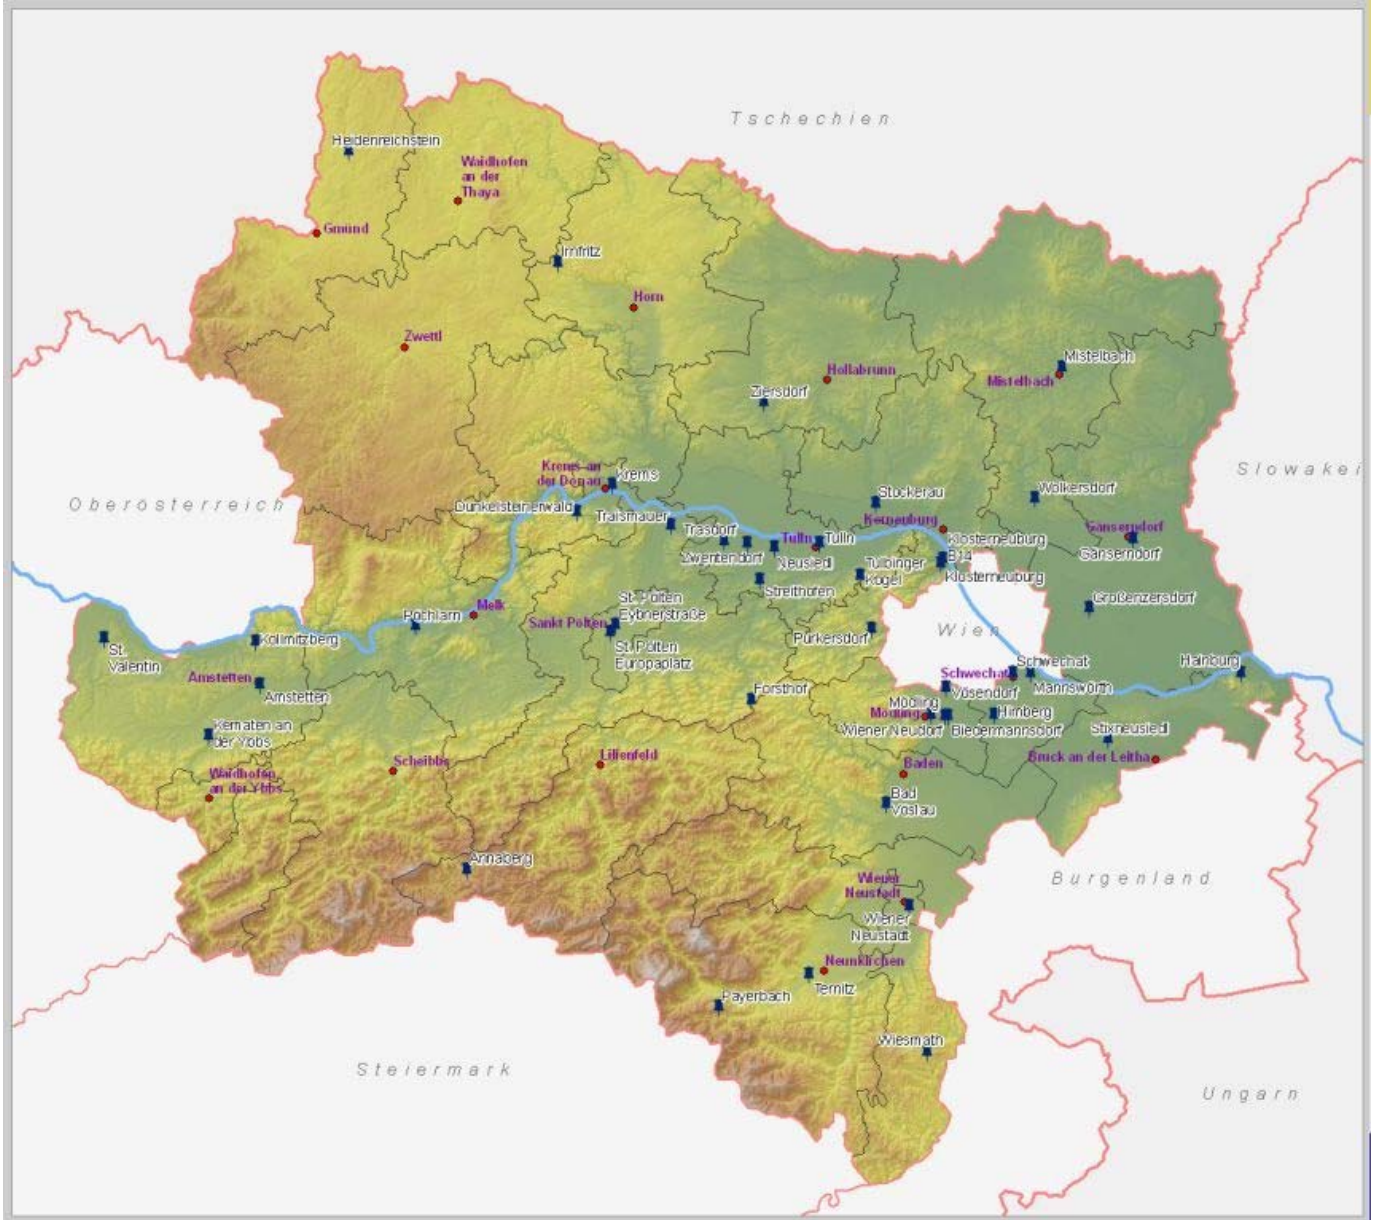 Tschechien
Heidenreichstein
Waidhofen
an der
Thaya
Gmünd
Irnfritz
Horn
Zwettl
Mistelbach
Hollabrunn
Mistelbach
Ziersdorf
Slowakei
Krems an
der Donau
Krems
Oberösterreich
Dunkelsteinerwald
Stockerau
Wolkersdorf
Traismauer
Korneuburg
Trasdorf
Gänserndorf
Tulln
Tulln
Klosterneuburg
B14
Zwentendorf
Neusiedl
Gänserndorf
Tulbinger
Kogel
Klosterneuburg
Streithofen
St. Pölten
Eybnerstraße
Großenzersdorf
Pöchlarn
Melk
Sankt Pölten
Wien
Kollmitzberg
Purkersdorf
St.
Valentin
St. Pölten
Europaplatz
Schwechat
Hainburg
Schwechat
Amstetten
Amstetten
Forsthof
Vösendorf
Mannswörth
Mödling
Mödling
Himberg
Kematen an
der Ybbs
Wiener Neudorf
Biedermannsdorf
Stixneusiedl
Scheibbs
Lilienfeld
Baden
Bruck an der Leitha
Waidhofen
an der Ybbs
Bad
Vöslau
Annaberg
Burgenland
Wiener
Neustadt
Wiener
Neustadt
Neunkirchen
Ternitz
Payerbach
Wiesmath
Steiermark
Ungarn